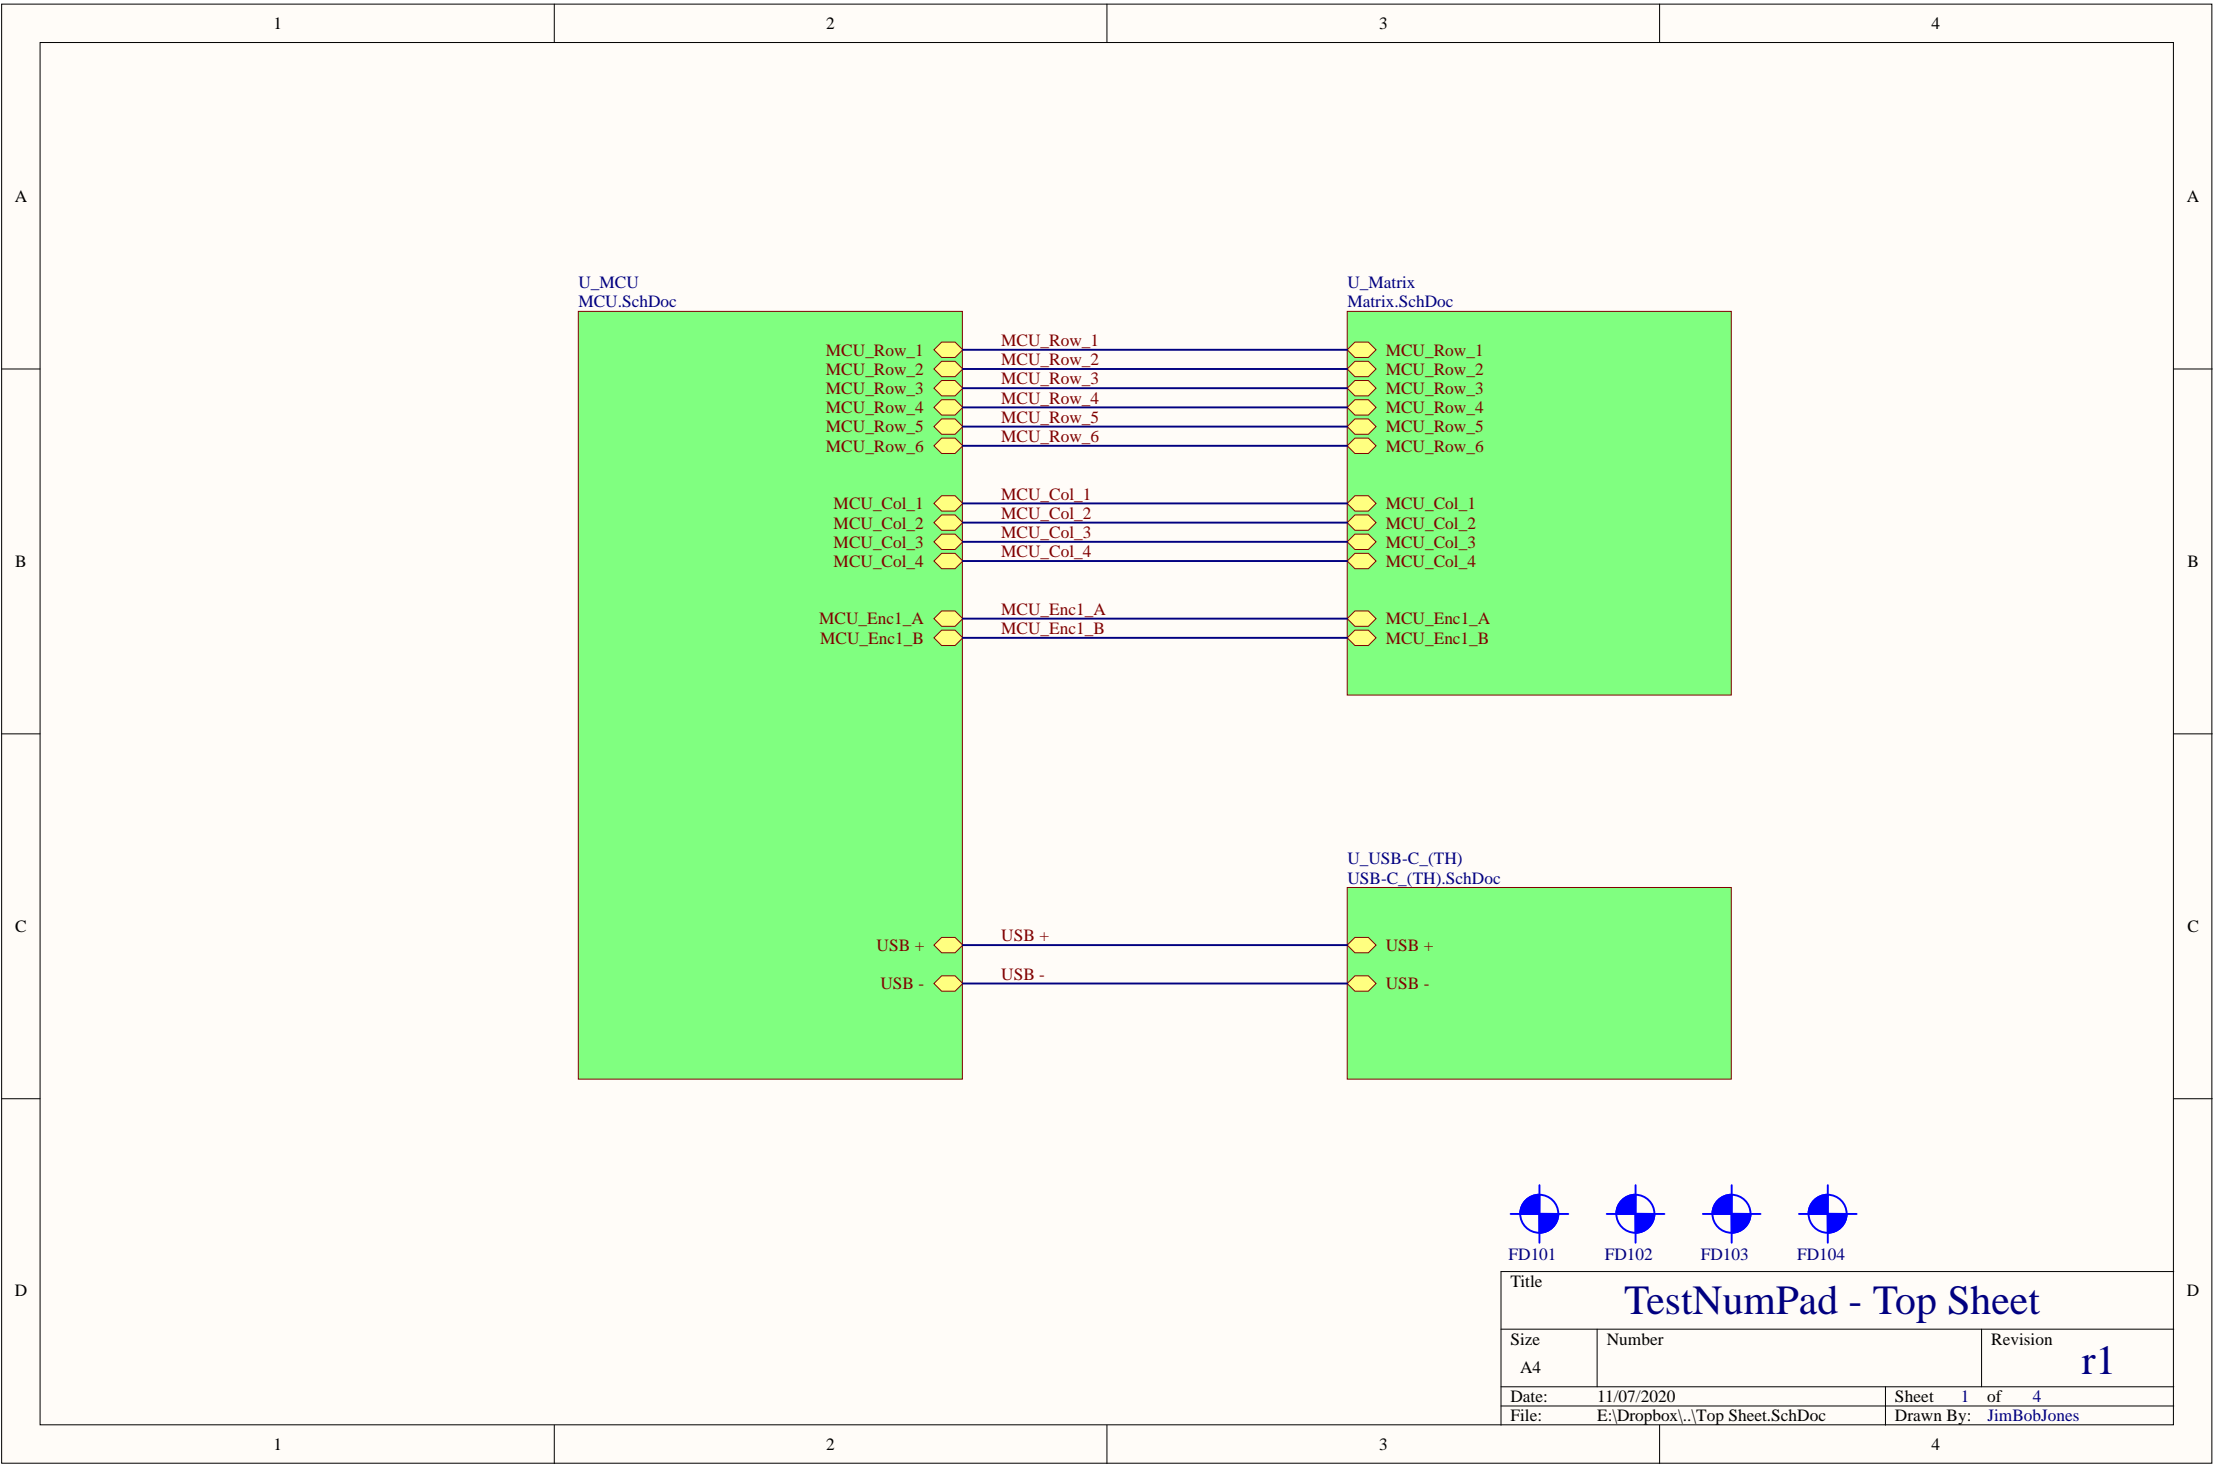 1 2 3 4
A A
U_MCU
MCU.SchDoc
U_Matrix
Matrix.SchDoc
MCU_Row_1 MCU_Row_1 MCU_Row_1
MCU_Row_2 MCU_Row_2 MCU_Row_2
MCU_Row_3 MCU_Row_3 MCU_Row_3
MCU_Row_4 MCU_Row_4 MCU_Row_4
MCU_Row_5 MCU_Row_5 MCU_Row_5
MCU_Row_6 MCU_Row_6 MCU_Row_6
MCU_Col_1 MCU_Col_1 MCU_Col_1
MCU_Col_2 MCU_Col_2 MCU_Col_2
MCU_Col_3 MCU_Col_3 MCU_Col_3
MCU_Col_4 MCU_Col_4 MCU_Col_4
B B
MCU_Enc1_A MCU_Enc1_A MCU_Enc1_A
MCU_Enc1_B MCU_Enc1_B MCU_Enc1_B
U_USB-C_(TH)
USB-C_(TH).SchDoc
C C
USB + USB + USB +
USB - USB - USB -
FD101 FD102 FD103 FD104
D D
Title
TestNumPad - Top Sheet
Size Number Revision
A4 r1
Date: 11/07/2020 Sheet 1 of 4
File: E:\Dropbox\..\Top Sheet.SchDoc Drawn By: JimBobJones
1 2 3 4